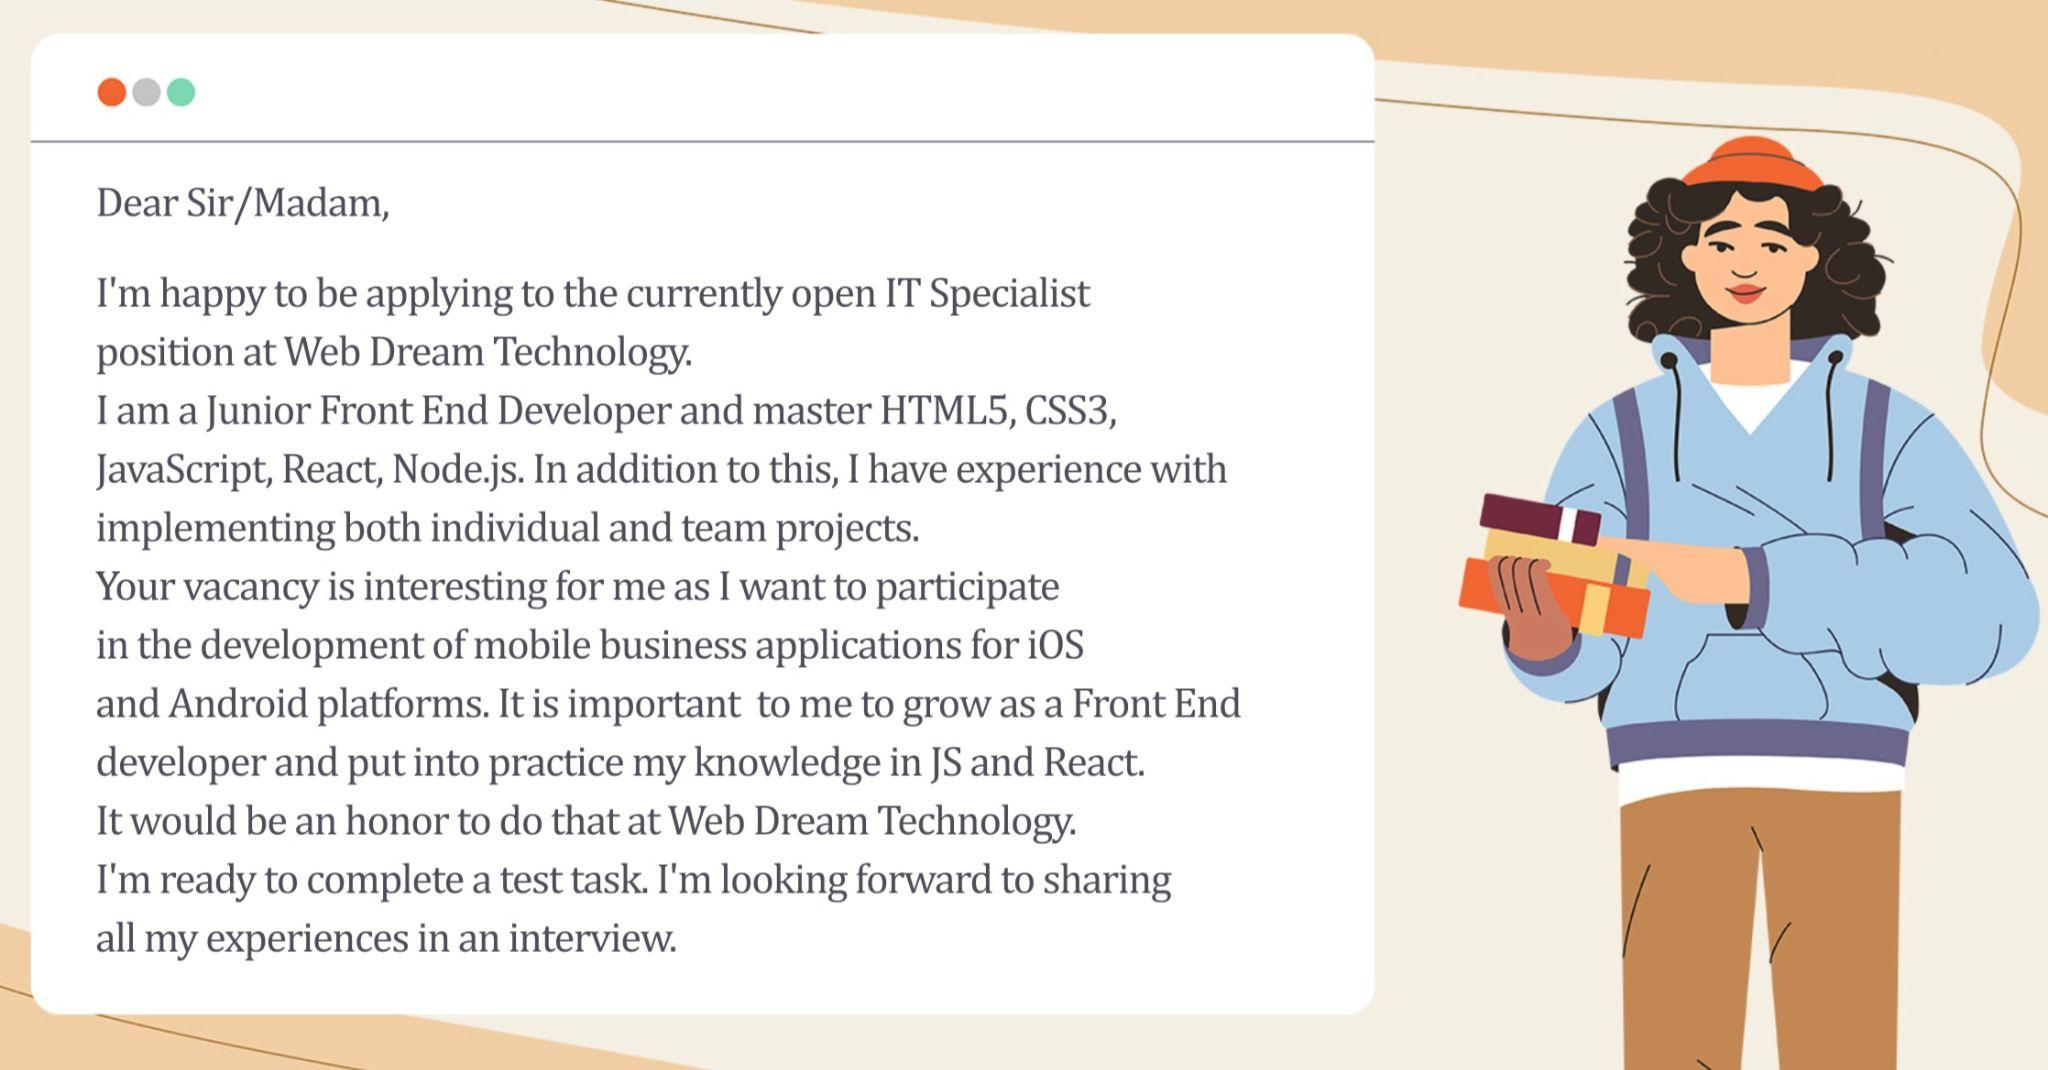 Dear Sir/Madam,
I'm happy to be applying to the currently open IT Specialist
position at Web Dream Technology.
I am a Junior Front End Developer and master HTML5, CSS3,
JavaScript, React, Node.js. In addition to this, I have experience with
implementing both individual and team projects.
Your vacancy is interesting for me as I want to participate
in the development of mobile business applications for iOS
and Android platforms. It is important  to me to grow as a Front End
developer and put into practice my knowledge in JS and React.
It would be an honor to do that at Web Dream Technology.
I'm ready to complete a test task. I'm looking forward to sharing
all my experiences in an interview.